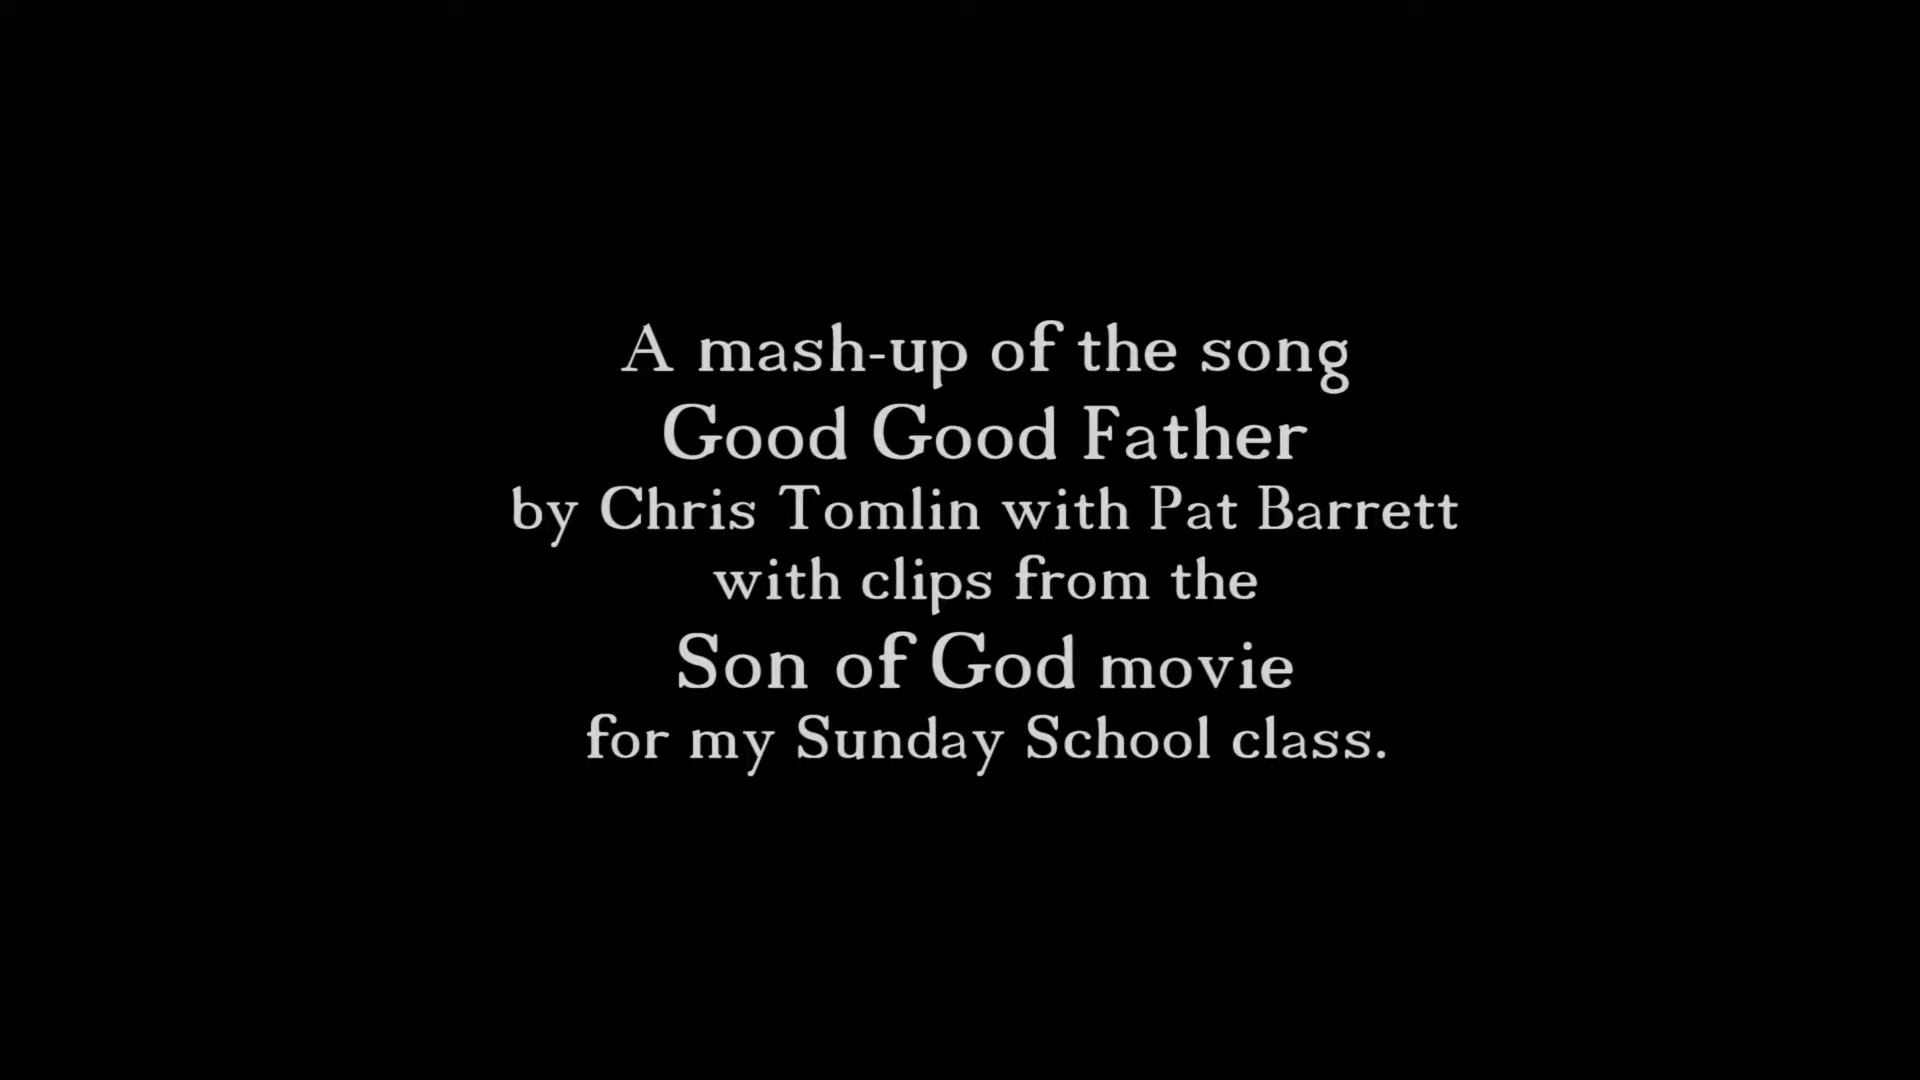 A mash-up of the song
Good Good Father
by Chris Tomlin with Pat Barrett
with clips from the
Son of God movie
for my Sunday School class.